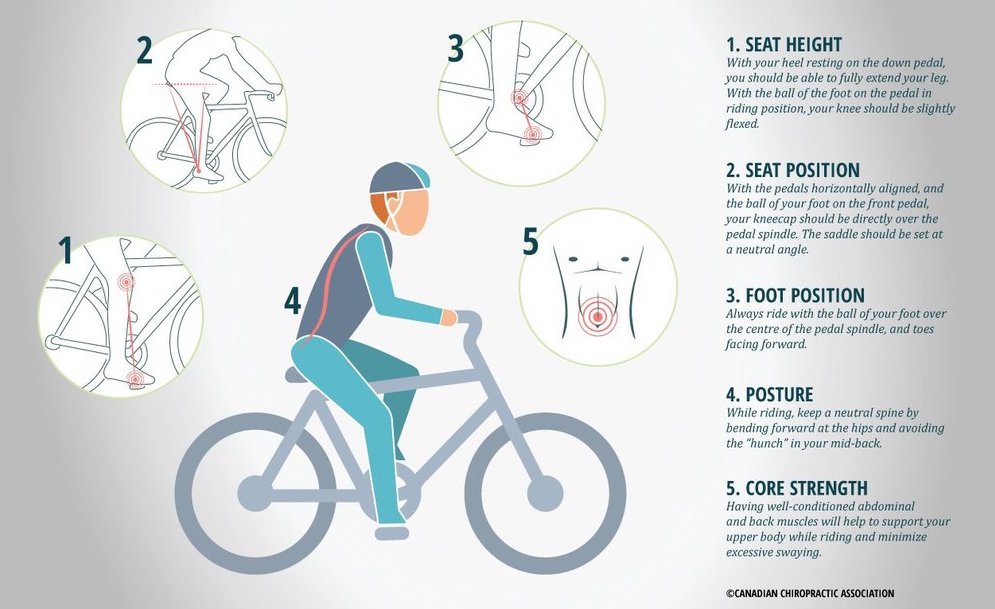 2
3
1
5
4
1. SEAT HEIGHT
With your heel resting on the down pedal,
you should be able to fully extend your leg.
With the ball of the foot on the pedal in
riding position, your knee should be slightly
flexed.
2. SEAT POSITION
With the pedals horizontally aligned, and
the ball of your foot on the front pedal,
your kneecap should be directly over the
pedal spindle. The saddle should be set at
a neutral angle.
3. FOOT POSITION
Always ride with the ball of your foot over
the centre of the pedal spindle, and toes
facing forward.
4. POSTURE
While riding, keep a neutral spine by
bending forward at the hips and avoiding
the “hunch” in your mid-back.
5. CORE STRENGTH
Having well-conditioned abdominal
and back muscles will help to support your
upper body while riding and minimize
excessive swaying.
©CANADIAN CHIROPRACTIC ASSOCIATION